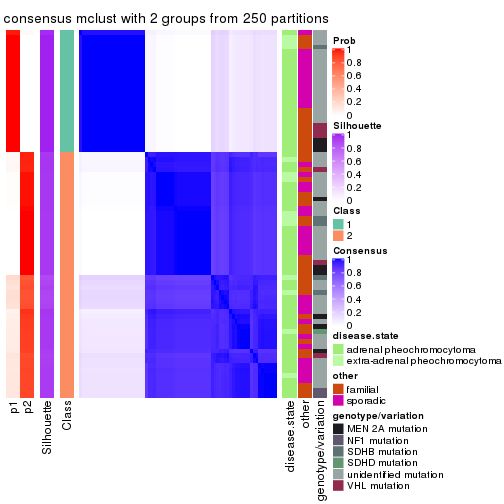 consensus mclust with 2 groups from 250 partitions
Prob
1
0.8
0.6
0.4
0.2
0
Silhouette
1
0.8
0.6
0.4
0.2
0
Class
1
2
Consensus
1
0.8
0.6
0.4
0.2
0
disease.state
adrenal pheochromocytoma
extra-adrenal pheochromocytoma
other
familial
sporadic
genotype/variation
MEN 2A mutation
NF1 mutation
SDHB mutation
SDHD mutation
unidentified mutation
VHL mutation
p1
p2
Silhouette
Class
disease.state
other
genotype/variation